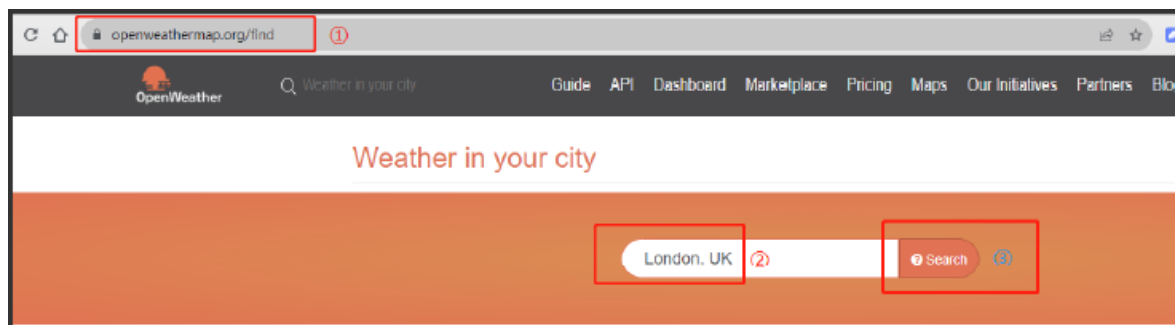 openweathermap.org/find ①
OpenWeather Weather in your city Guide API Dashboard Marketplace Pricing Maps Our Initiatives Partners Blo
Weather in your city
London, UK ② Search ③